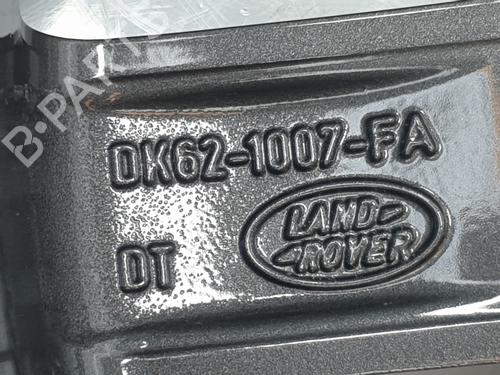 B-PARTS
DK62-1007-FA
DT
LAND-
-ROVER